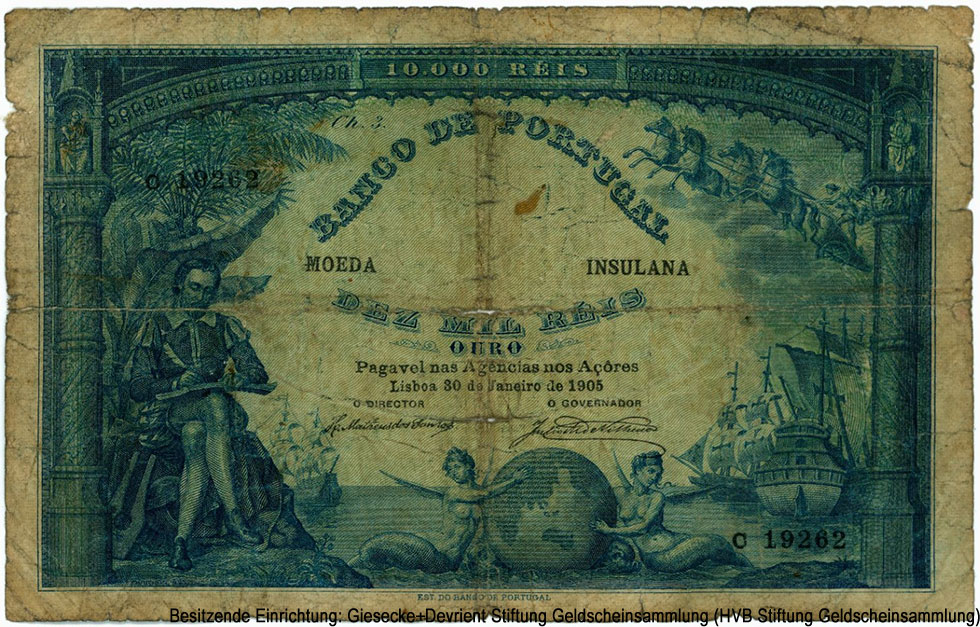 10.000 RÉIS
Ch. 3.
BANCO DE PORTUGAL
C 19262
MOEDA INSULANA
DEZ MIL RÉIS
OURO
Pagavel nas Agências nos Açôres
Lisboa 30 de Janeiro de 1905
O DIRECTOR O GOVERNADOR
C 19262
EST. DO BANCO DE PORTUGAL
Besitzende Einrichtung: Giesecke+Devrient Stiftung Geldscheinsammlung (HVB Stiftung Geldscheinsammlung)